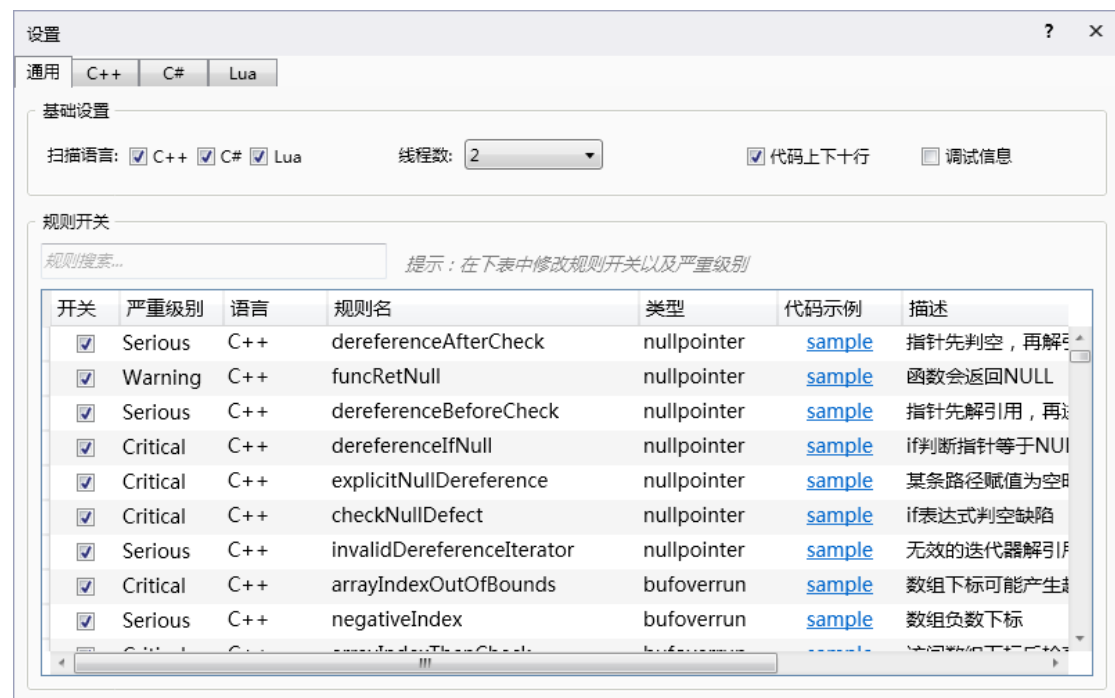 设置 ? ×
通用 C++ C# Lua
基础设置
扫描语言: C++ C# Lua 线程数: 2 代码上下十行 调试信息
规则开关
规则搜索... 提示：在下表中修改规则开关以及严重级别
开关 严重级别 语言 规则名 类型 代码示例 描述
Serious C++ dereferenceAfterCheck nullpointer sample 指针先判空，再解引
Warning C++ funcRetNull nullpointer sample 函数会返回NULL
Serious C++ dereferenceBeforeCheck nullpointer sample 指针先解引用，再
Critical C++ dereferenceIfNull nullpointer sample if判断指针等于NUL
Critical C++ explicitNullDereference nullpointer sample 某条路径赋值为空
Critical C++ checkNullDefect nullpointer sample if表达式判空缺陷
Serious C++ invalidDereferenceIterator nullpointer sample 无效的迭代器解引用
Critical C++ arrayIndexOutOfBounds bufoverrun sample 数组下标可能产生越
Serious C++ negativeIndex bufoverrun sample 数组负数下标